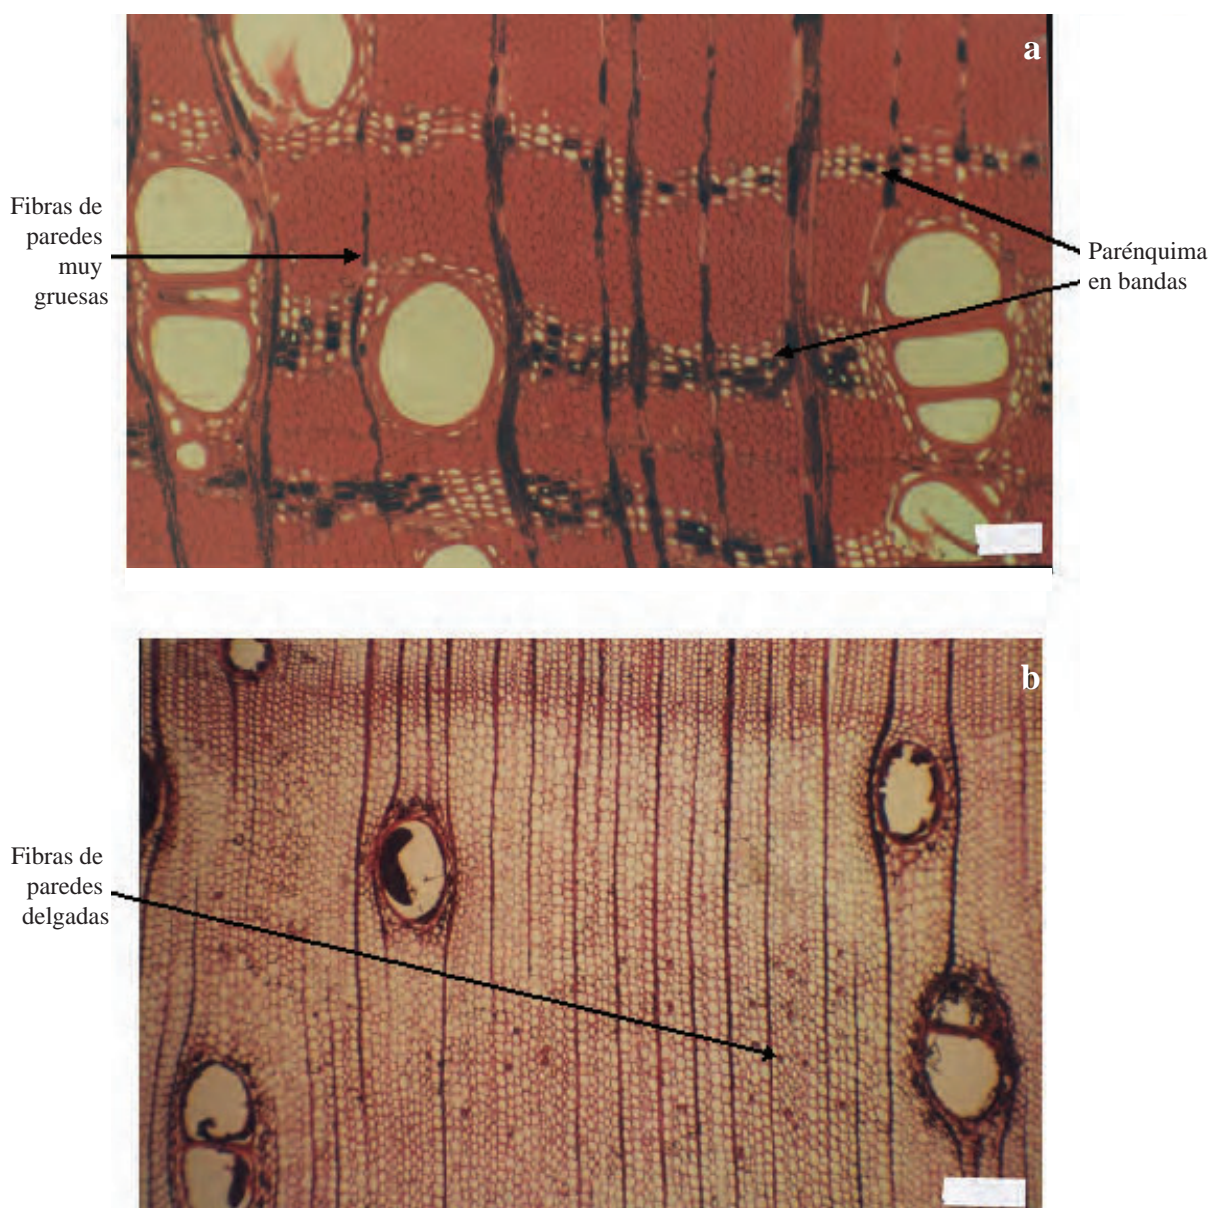 a
Fibras de
paredes
muy
gruesas
Parénquima
en bandas
b
Fibras de
paredes
delgadas